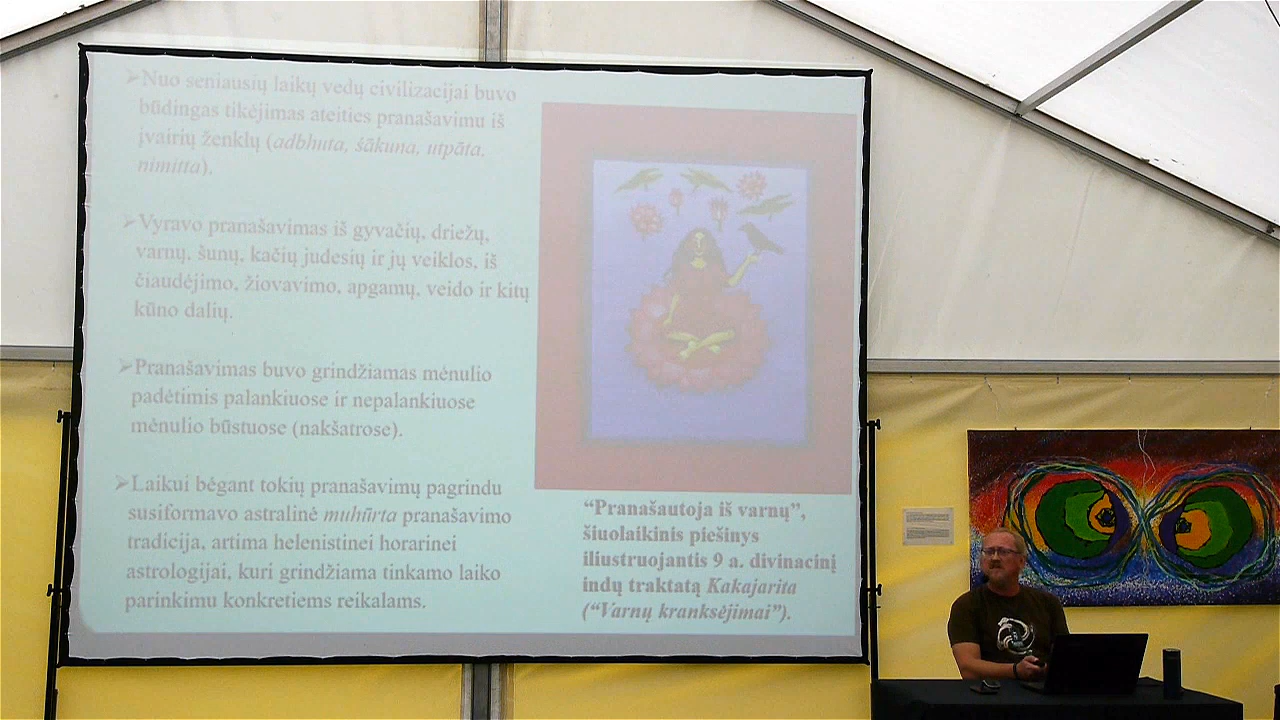 ➢Nuo seniausių laikų vedų civilizacijai buvo
būdingas tikėjimas ateities pranašavimu iš
įvairių ženklų (adbhuta, śākuna, utpāta,
nimitta).
➢Vyravo pranašavimas iš gyvačių, driežų,
varnų, šunų, kačių judesių ir jų veiklos, iš
čiaudėjimo, žiovavimo, apgamų, veido ir kitų
kūno dalių.
➢Pranašavimas buvo grindžiamas mėnulio
padėtimis palankiuose ir nepalankiuose
mėnulio būstuose (nakšatrose).
➢Laikui bėgant tokių pranašavimų pagrindu
susiformavo astralinė muhūrta pranašavimo
tradicija, artima helenistinei horarinei
astrologijai, kuri grindžiama tinkamo laiko
parinkimu konkretiems reikalams.
“Pranašautoja iš varnų”,
šiuolaikinis piešinys
iliustruojantis 9 a. divinacinį
indų traktatą Kakajarita
(“Varnų kranksėjimai”).